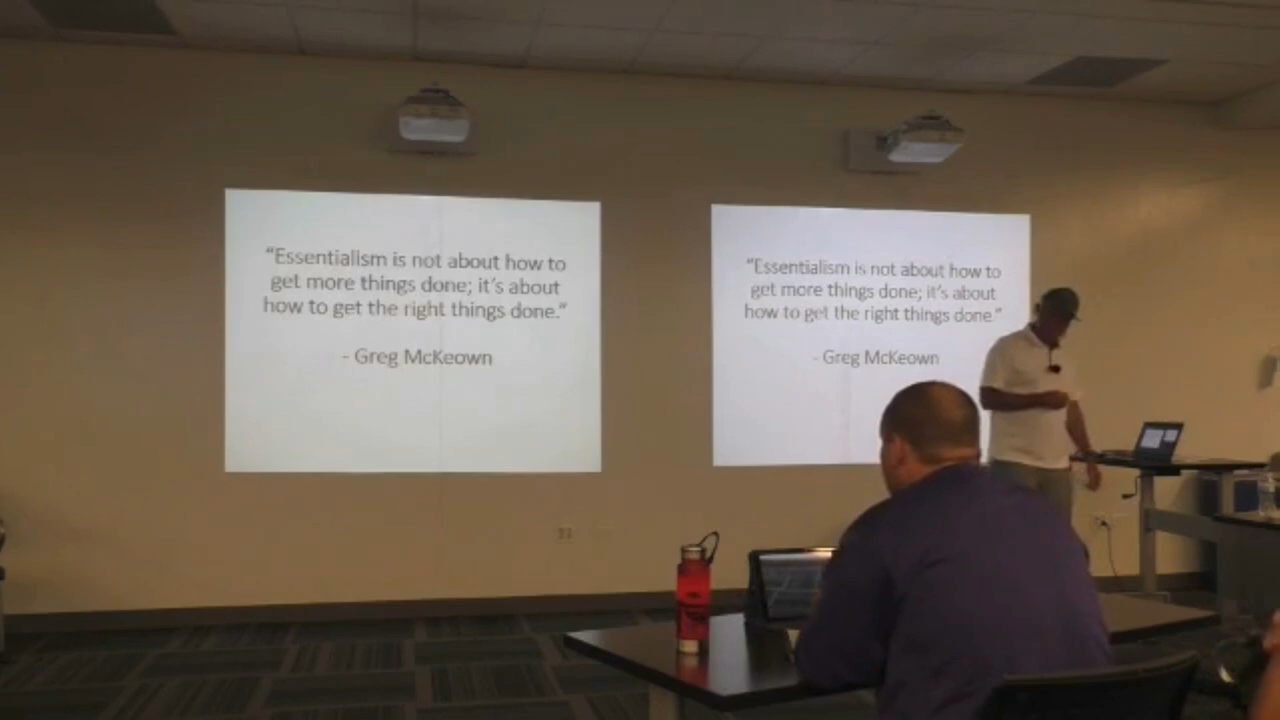 “Essentialism is not about how to
get more things done; it’s about
how to get the right things done.”
- Greg McKeown
“Essentialism is not about how to
get more things done; it’s about
how to get the right things done.”
- Greg McKeown